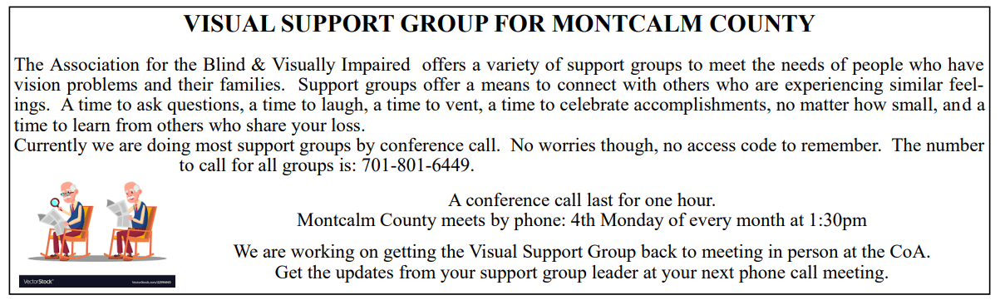 VISUAL SUPPORT GROUP FOR MONTCALM COUNTY
The Association for the Blind & Visually Impaired offers a variety of support groups to meet the needs of people who have
vision problems and their families. Support groups offer a means to connect with others who are experiencing similar feel-
ings. A time to ask questions, a time to laugh, a time to vent, a time to celebrate accomplishments, no matter how small, and a
time to learn from others who share your loss.
Currently we are doing most support groups by conference call. No worries though, no access code to remember. The number
to call for all groups is: 701-801-6449.
A conference call last for one hour.
Montcalm County meets by phone: 4th Monday of every month at 1:30pm
We are working on getting the Visual Support Group back to meeting in person at the CoA.
Get the updates from your support group leader at your next phone call meeting.
VectorStock